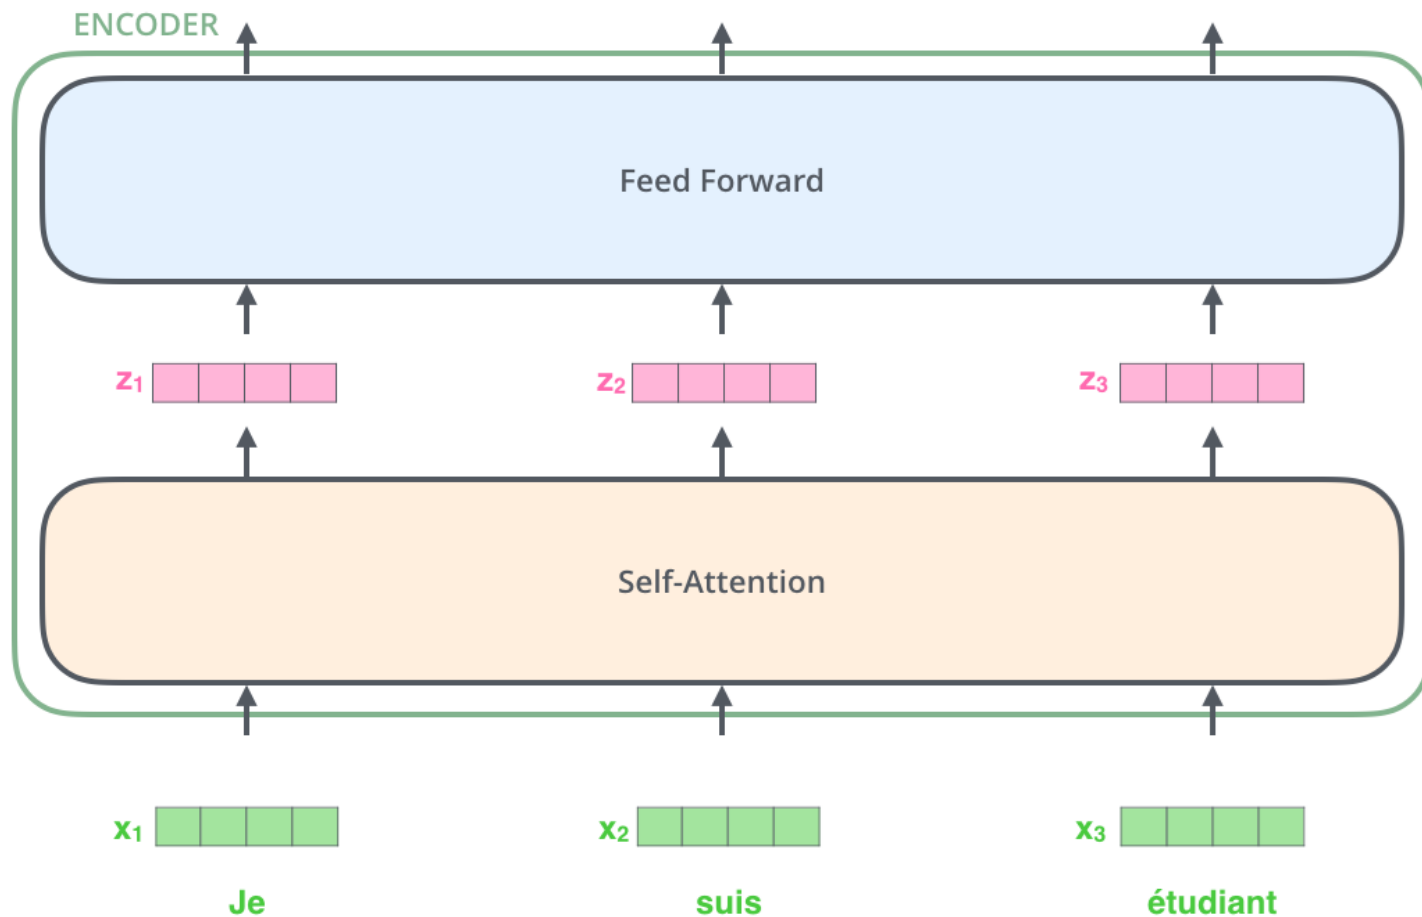 ENCODER
Feed Forward
z₁ z₂ z₃
Self-Attention
x₁ x₂ x₃
Je suis étudiant